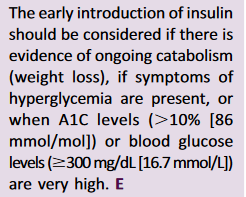 The early introduction of insulin
should be considered if there is
evidence of ongoing catabolism
(weight loss), if symptoms of
hyperglycemia are present, or
when A1C levels (>10% [86
mmol/mol]) or blood glucose
levels (≥300 mg/dL [16.7 mmol/L])
are very high. E